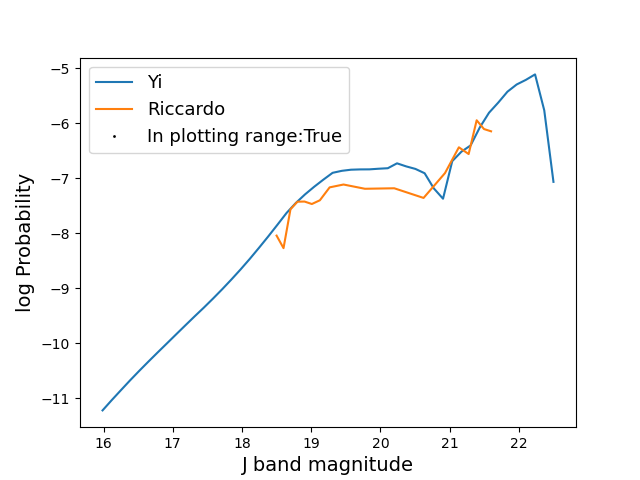 Yi
Riccardo
In plotting range:True
−5
−6
−7
−8
−9
−10
−11
log Probability
16 17 18 19 20 21 22
J band magnitude